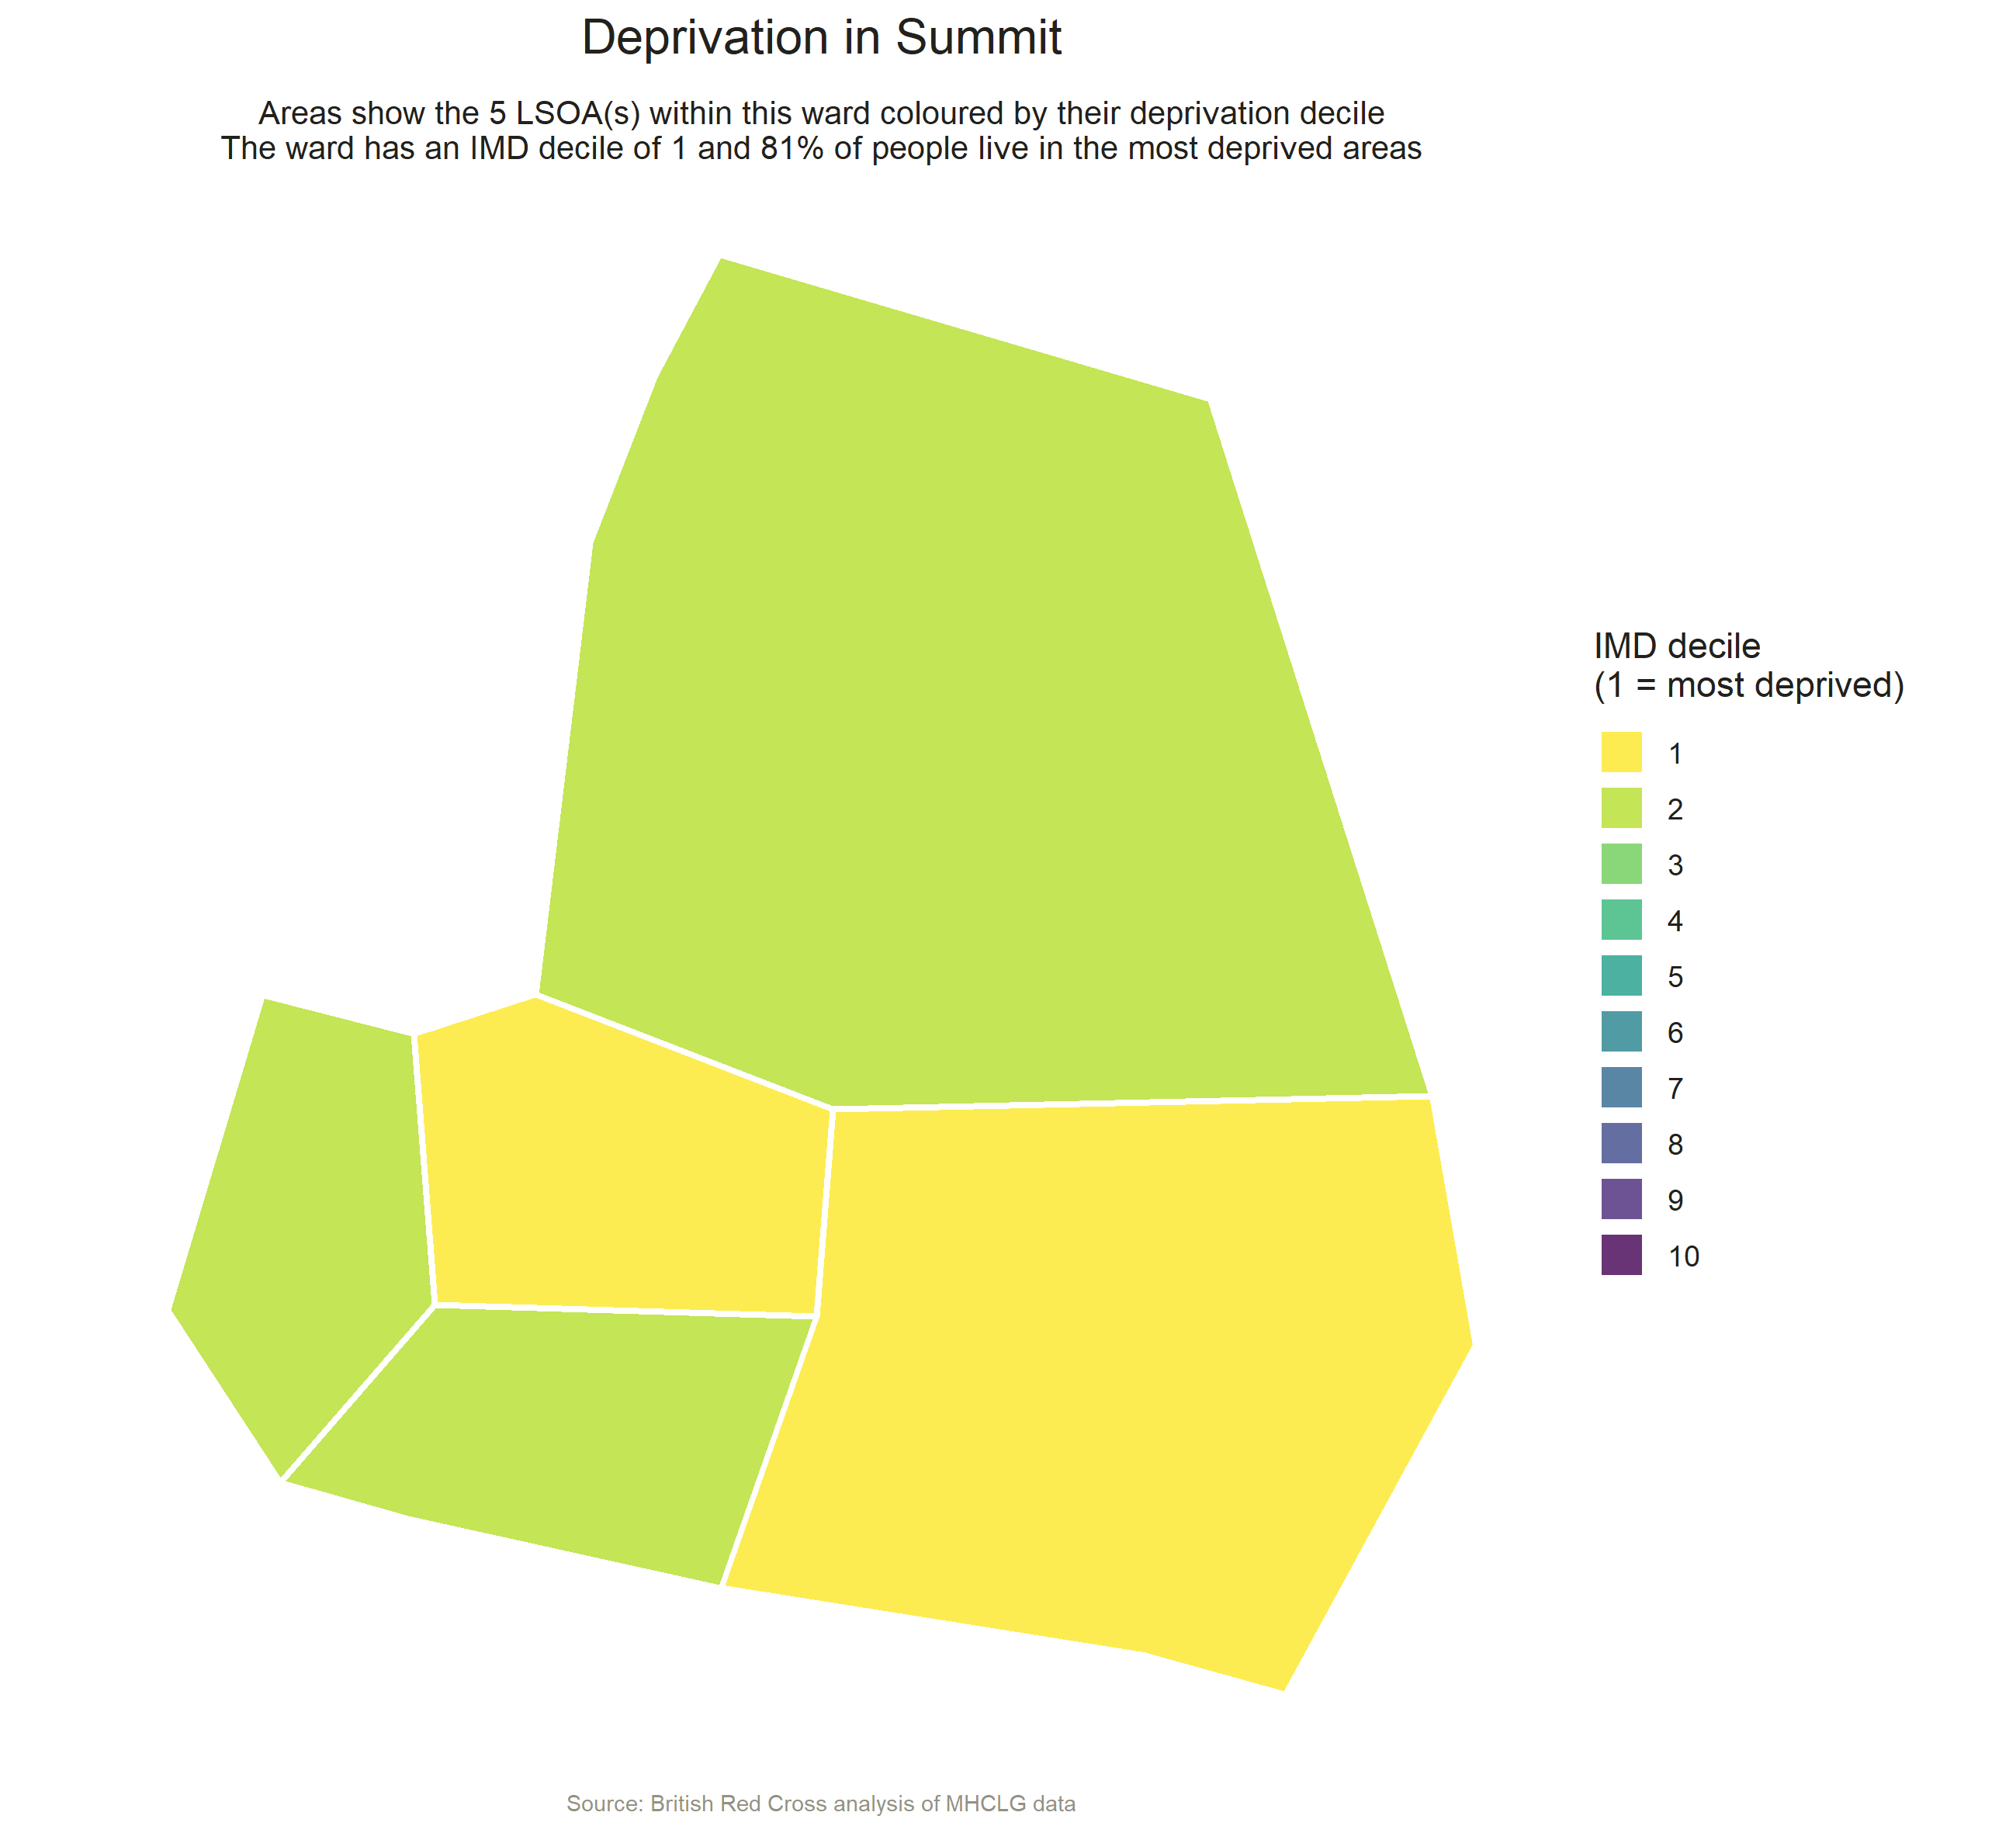 Deprivation in Summit
Areas show the 5 LSOA(s) within this ward coloured by their deprivation decile
The ward has an IMD decile of 1 and 81% of people live in the most deprived areas
IMD decile
(1 = most deprived)
1
2
3
4
5
6
7
8
9
10
Source: British Red Cross analysis of MHCLG data